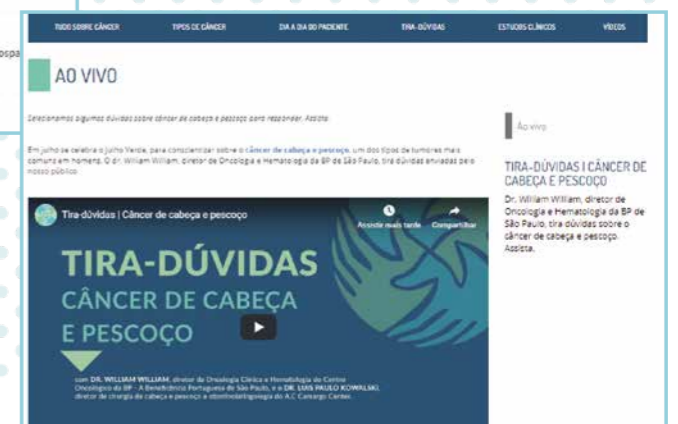 ospa
TUDO SOBRE CÂNCER
TIPOS DE CÂNCER
DIA A DIA DO PACIENTE
TIRA-DÚVIDAS
ESTUDOS CLÍNICOS
VÍDEOS
AO VIVO
Selecionamos algumas dúvidas sobre câncer de cabeça e pescoço para responder. Assista.
Em julho se celebra o Julho Verde, para conscientizar sobre o câncer de cabeça e pescoço, um dos tipos de tumores mais
comuns em homens. O dr. William William, diretor de Oncologia e Hematologia da BP de São Paulo, tira dúvidas enviadas pelo
nosso público.
Tira-dúvidas | Câncer de cabeça e pescoço
Assistir mais tarde
Compartilhar
TIRA-DÚVIDAS
CÂNCER DE CABEÇA
E PESCOÇO
com DR. WILLIAM WILLIAM, diretor da Oncologia Clínica e Hematologia do Centro
Oncológico da BP - A Beneficência Portuguesa de São Paulo, e o DR. LUIS PAULO KOWALSKI,
diretor de cirurgia de cabeça e pescoço e otorrinolaringologia do A.C Camargo Center.
Ao vivo
TIRA-DÚVIDAS | CÂNCER DE
CABEÇA E PESCOÇO
Dr. William William, diretor de
Oncologia e Hematologia da BP de
São Paulo, tira dúvidas sobre o
câncer de cabeça e pescoço.
Assista.